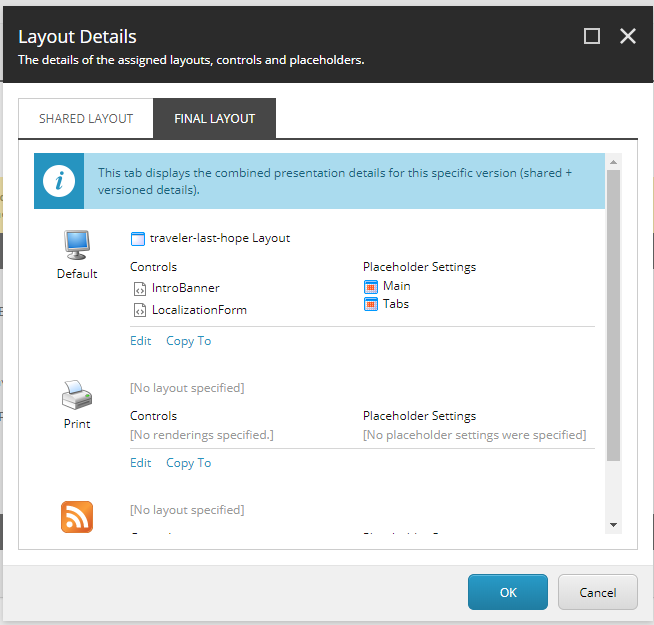 Layout Details
The details of the assigned layouts, controls and placeholders.
SHARED LAYOUT
FINAL LAYOUT
This tab displays the combined presentation details for this specific version (shared +
versioned details).
Default
traveler-last-hope Layout
Controls
IntroBanner
LocalizationForm
Placeholder Settings
Main
Tabs
Edit
Copy To
Print
[No layout specified]
Controls
[No renderings specified.]
Placeholder Settings
[No placeholder settings were specified]
Edit
Copy To
[No layout specified]
OK
Cancel